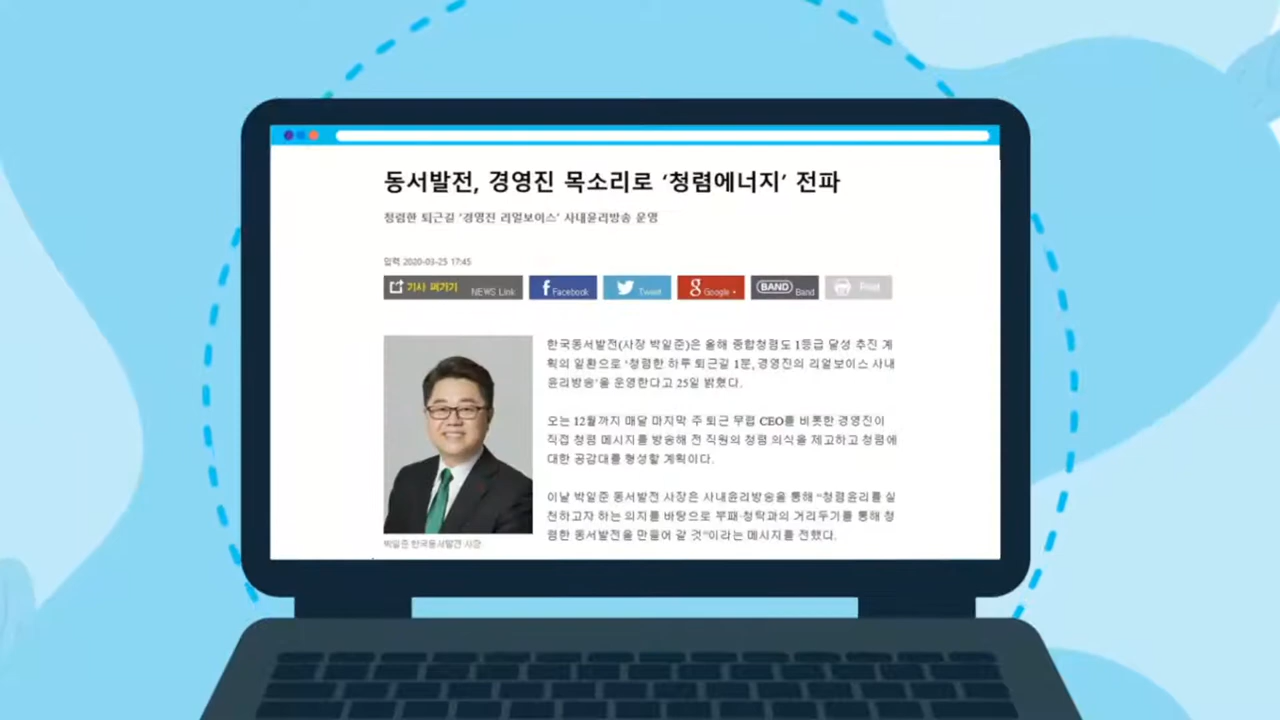 동서발전, 경영진 목소리로 ‘청렴에너지’ 전파
청렴한 퇴근길 ‘경영진 리얼보이스’ 사내윤리방송 운영
입력 2020-03-25 17:45
기사 퍼가기 NEWS Link
f Facebook
Tweet
g Google +
BAND Band
Print
한국동서발전(사장 박일준)은 올해 종합청렴도 1등급 달성 추진 계
획의 일환으로 ‘청렴한 하루 퇴근길 1분, 경영진의 리얼보이스 사내
윤리방송’을 운영한다고 25일 밝혔다.
오는 12월까지 매달 마지막 주 퇴근 무렵 CEO를 비롯한 경영진이
직접 청렴 메시지를 방송해 전 직원의 청렴 의식을 제고하고 청렴에
대한 공감대를 형성할 계획이다.
이날 박일준 동서발전 사장은 사내윤리방송을 통해 “청렴윤리를 실
천하고자 하는 의지를 바탕으로 부패·청탁과의 거리두기를 통해 청
렴한 동서발전을 만들어 갈 것”이라는 메시지를 전했다.
박일준 한국동서발전 사장